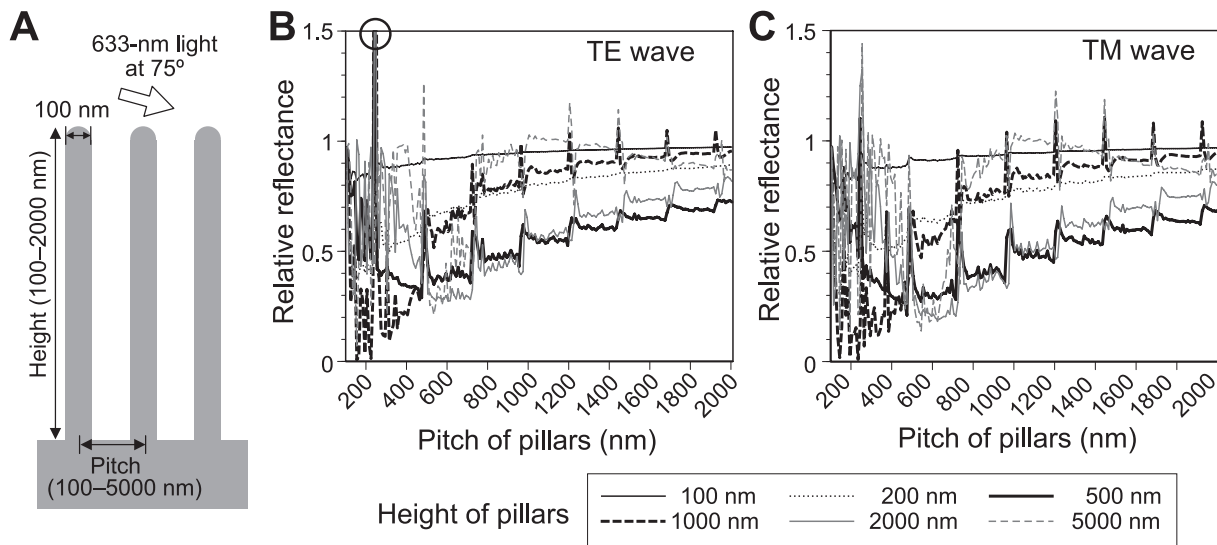 A
633-nm light
at 75º
100 nm
Height (100–2000 nm)
Pitch
(100–5000 nm)
B
TE wave
Relative reflectance
1.5
1
0.5
0
200
400
600
800
1000
1200
1400
1600
1800
2000
Pitch of pillars (nm)
C
TM wave
Relative reflectance
1.5
1
0.5
0
200
400
600
800
1000
1200
1400
1600
1800
2000
Pitch of pillars (nm)
Height of pillars
100 nm
200 nm
500 nm
1000 nm
2000 nm
5000 nm